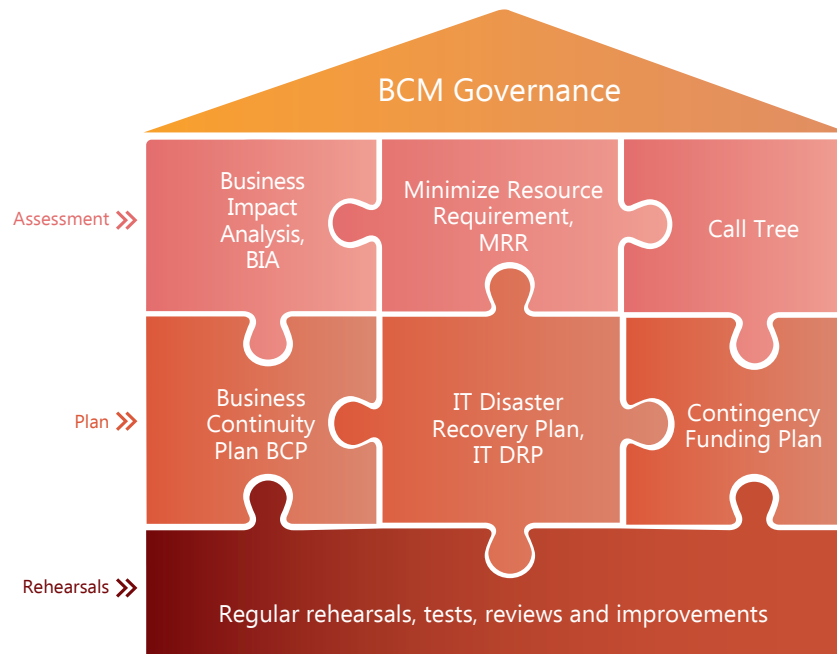 BCM Governance
Assessment
Business
Impact
Analysis,
BIA
Minimize Resource
Requirement,
MRR
Call Tree
Plan
Business
Continuity
Plan BCP
IT Disaster
Recovery Plan,
IT DRP
Contingency
Funding Plan
Rehearsals
Regular rehearsals, tests, reviews and improvements